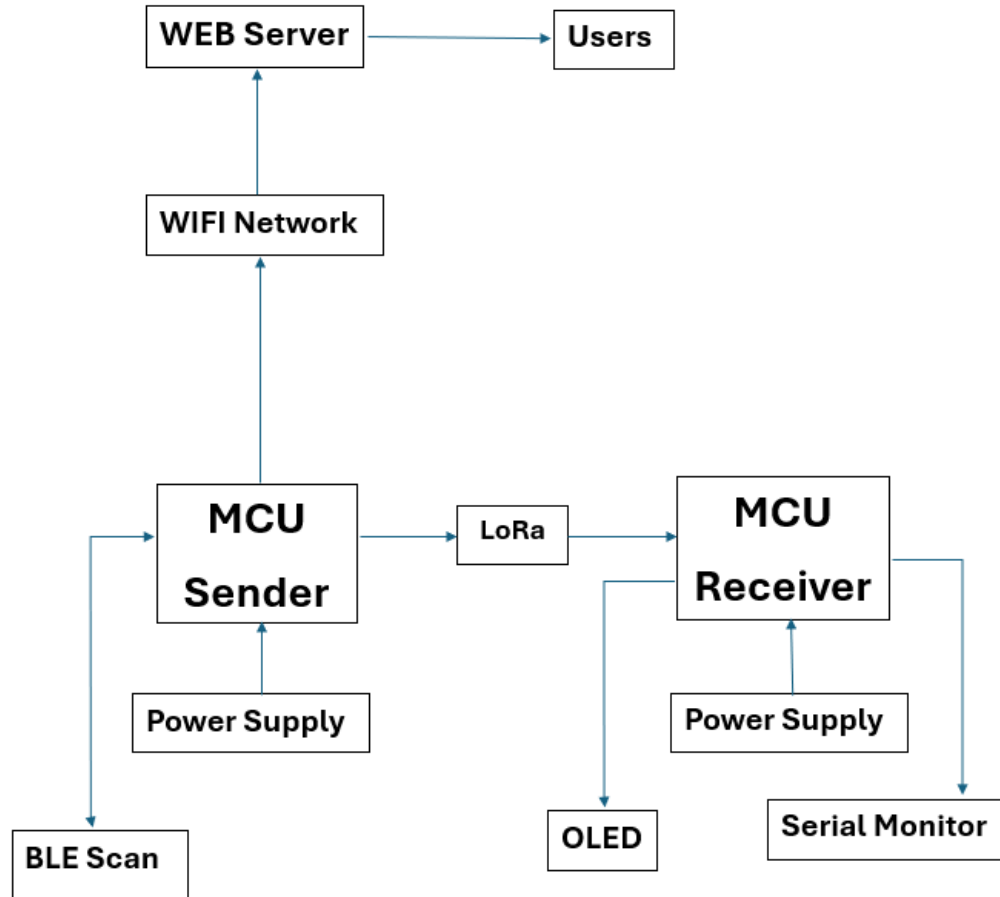 WEB Server
Users
WIFI Network
MCU
Sender
LoRa
MCU
Receiver
Power Supply
Power Supply
BLE Scan
OLED
Serial Monitor